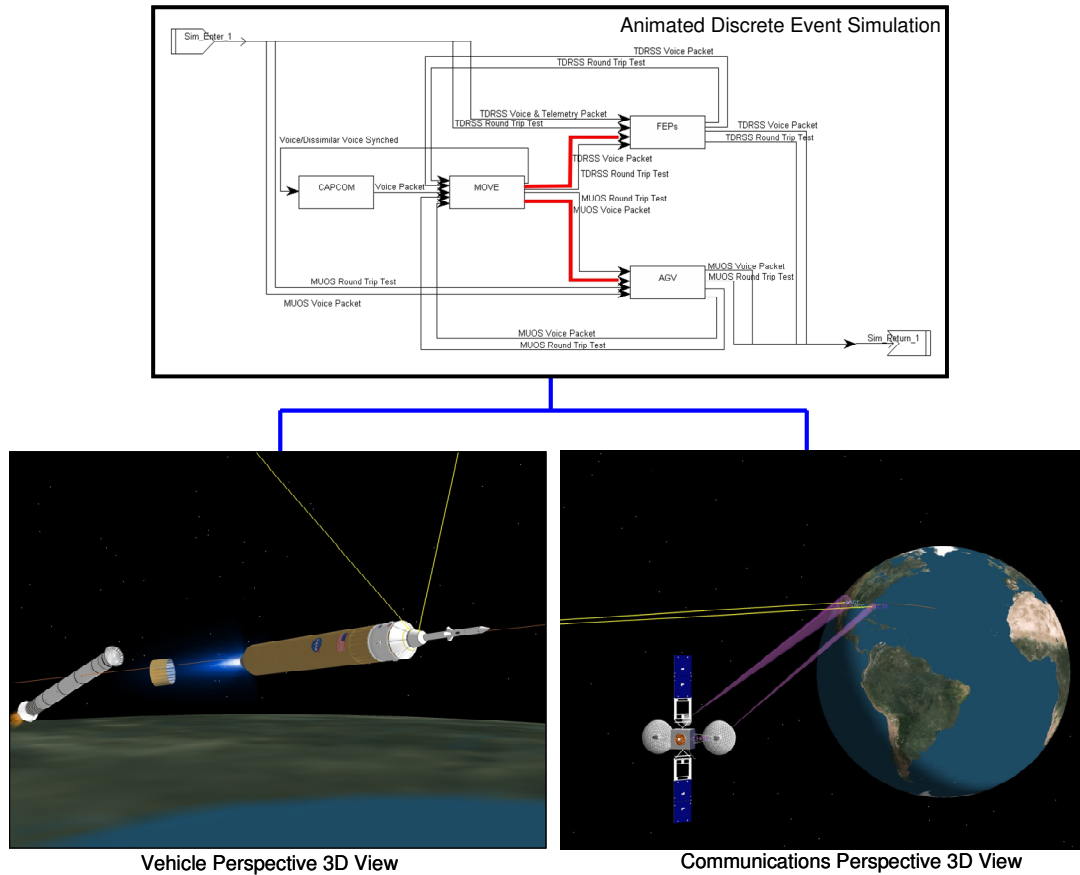 Animated Discrete Event Simulation
Sim_Enter_1
TDRSS Voice Packet
TDRSS Round Trip Test
TDRSS Voice & Telemetry Packet
TDRSS Round Trip Test
FEPs
TDRSS Voice Packet
TDRSS Round Trip Test
Voice/Dissimilar Voice Synched
TDRSS Voice Packet
TDRSS Round Trip Test
CAPCOM
Voice Packet
MOVE
MUOS Round Trip Test
MUOS Voice Packet
MUOS Voice Packet
MUOS Round Trip Test
AGV
MUOS Round Trip Test
MUOS Voice Packet
MUOS Voice Packet
MUOS Round Trip Test
Sim_Return_1
Vehicle Perspective 3D View
Communications Perspective 3D View